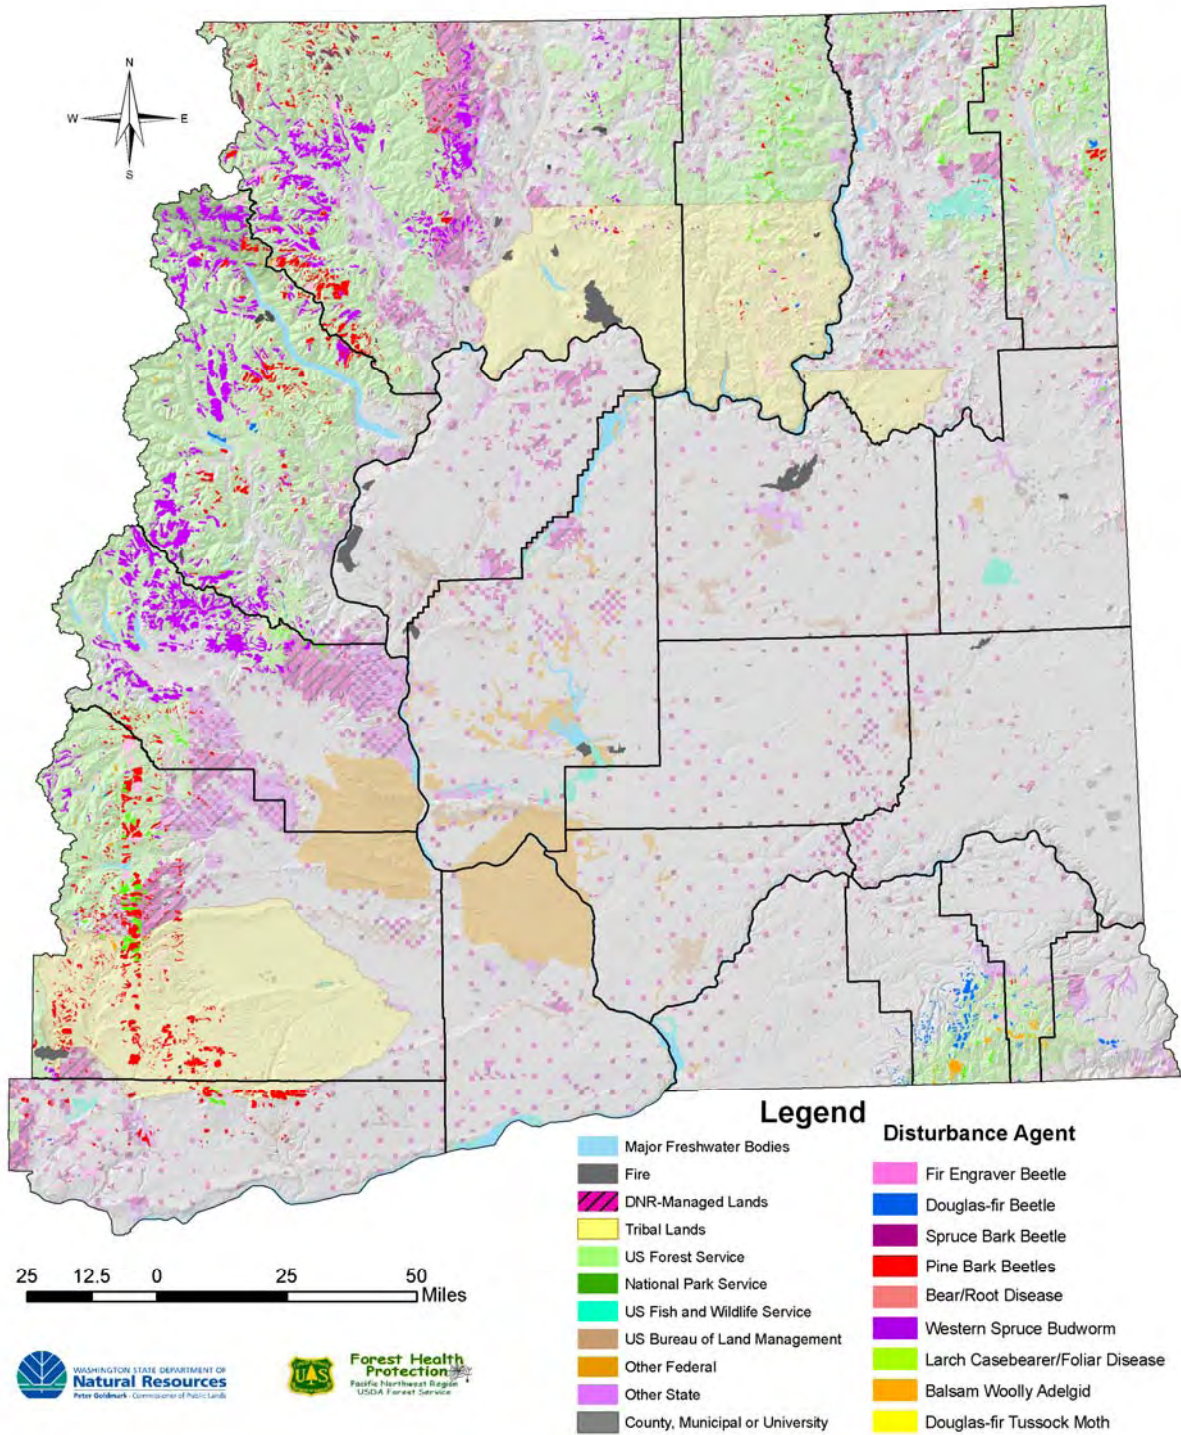 N
W E
S
Legend
Major Freshwater Bodies
Fire
DNR-Managed Lands
Tribal Lands
US Forest Service
National Park Service
US Fish and Wildlife Service
US Bureau of Land Management
Other Federal
Other State
County, Municipal or University
Disturbance Agent
Fir Engraver Beetle
Douglas-fir Beetle
Spruce Bark Beetle
Pine Bark Beetles
Bear/Root Disease
Western Spruce Budworm
Larch Casebearer/Foliar Disease
Balsam Woolly Adelgid
Douglas-fir Tussock Moth
25 12.5 0 25 50
Miles
WASHINGTON STATE DEPARTMENT OF
Natural Resources
Peter Goldmark - Commissioner of Public Lands
UAS
Forest Health
Protection
Pacific Northwest Region
USDA Forest Service